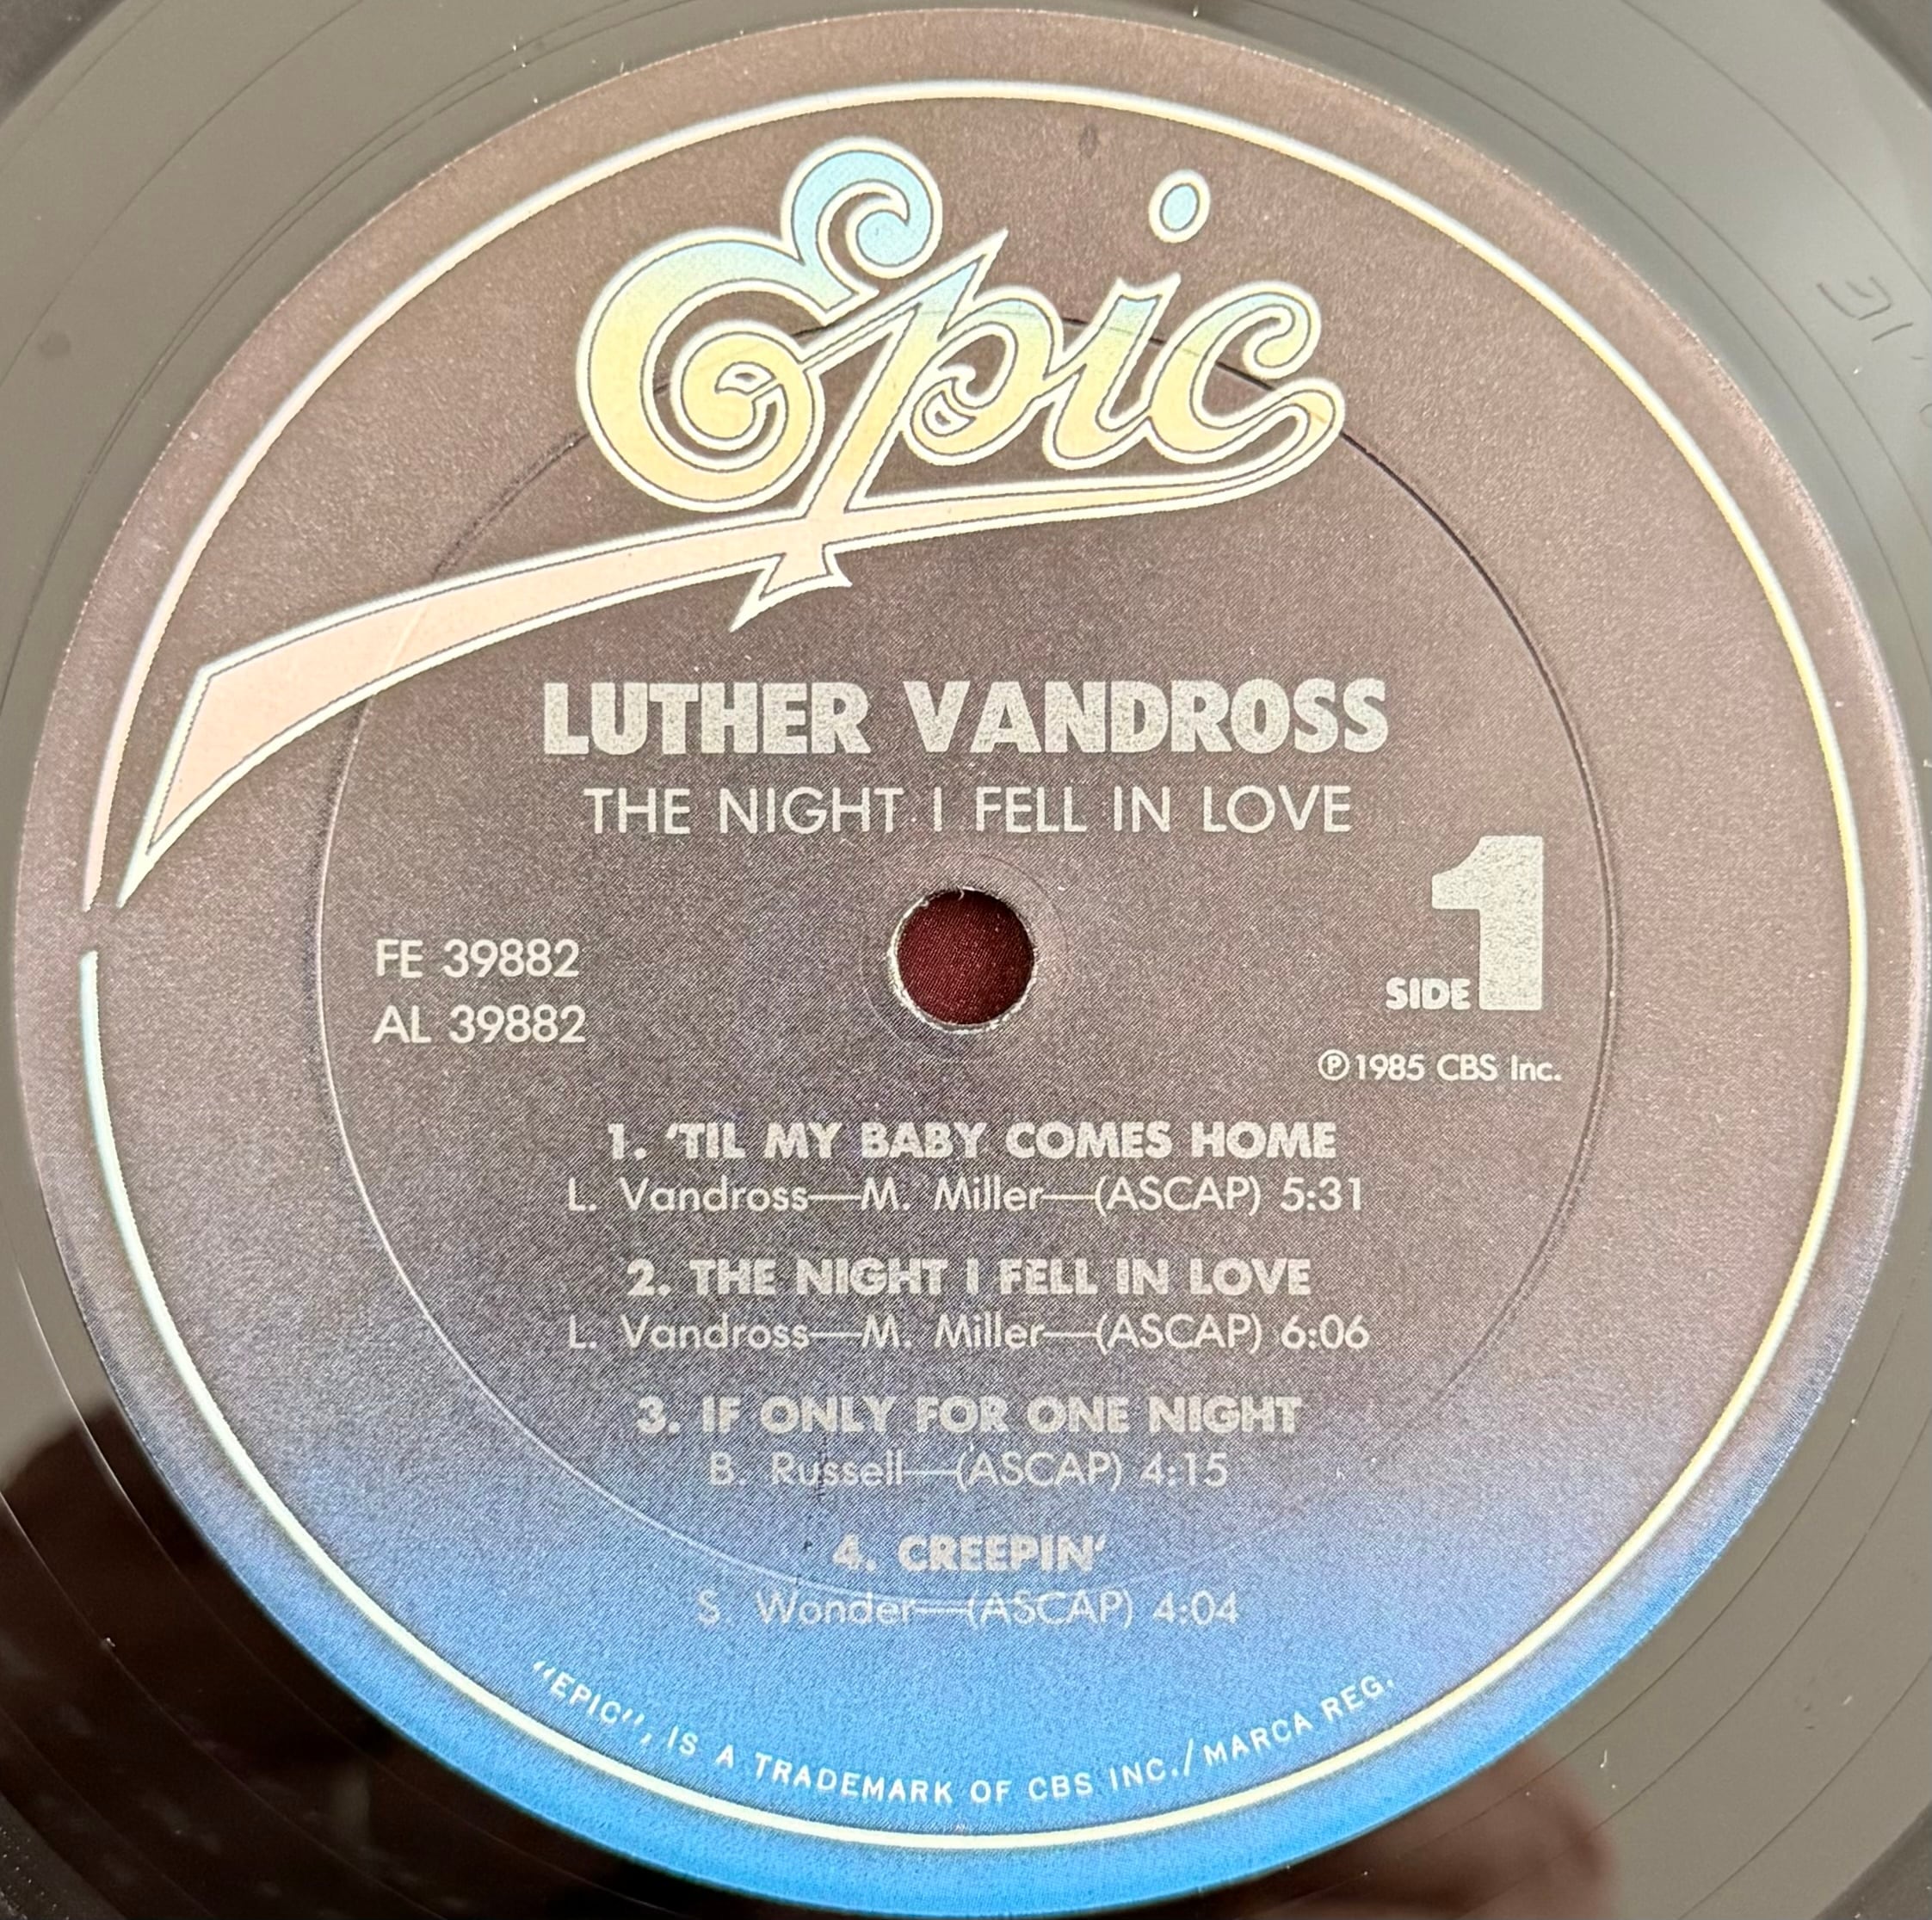 Epic
LUTHER VANDROSS
THE NIGHT I FELL IN LOVE
FE 39882
AL 39882
SIDE 1
℗1985 CBS Inc.
1. ‘TIL MY BABY COMES HOME
L. Vandross—M. Miller—(ASCAP) 5:31
2. THE NIGHT I FELL IN LOVE
L. Vandross—M. Miller—(ASCAP) 6:06
3. IF ONLY FOR ONE NIGHT
B. Russell—(ASCAP) 4:15
4. CREEPIN‘
S. Wonder—(ASCAP) 4:04
“EPIC”, IS A TRADEMARK OF CBS INC./MARCA REG.